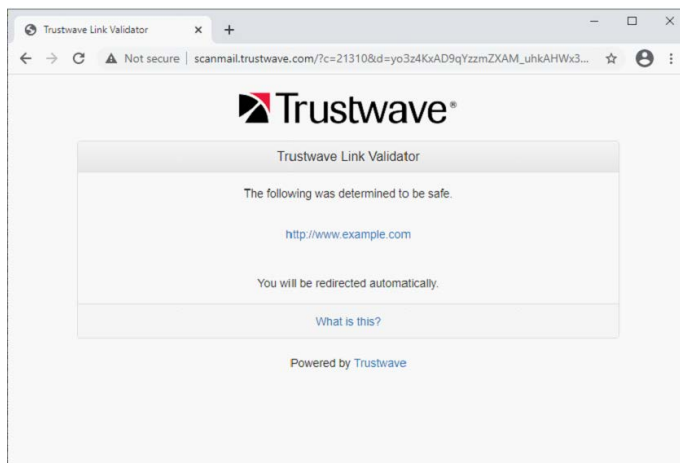 Trustwave Link Validator
Not secure | scanmail.trustwave.com/?c=21310&d=yo3z4KxAD9qYzzmZXAM_uhkAHWx3...
Trustwave®
Trustwave Link Validator
The following was determined to be safe.
http://www.example.com
You will be redirected automatically.
What is this?
Powered by Trustwave